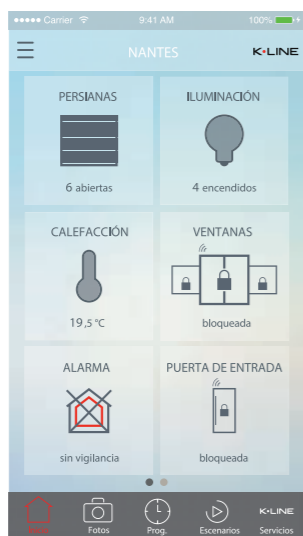 Carrier 9:41 AM 100%
NANTES K•LINE
PERSIANAS ILUMINACIÓN
6 abiertas 4 encendidos
CALEFACCIÓN VENTANAS
19,5 °C bloqueada
ALARMA PUERTA DE ENTRADA
sin vigilancia bloqueada
K•LINE
Fotos Prog. Escenarios Servicios